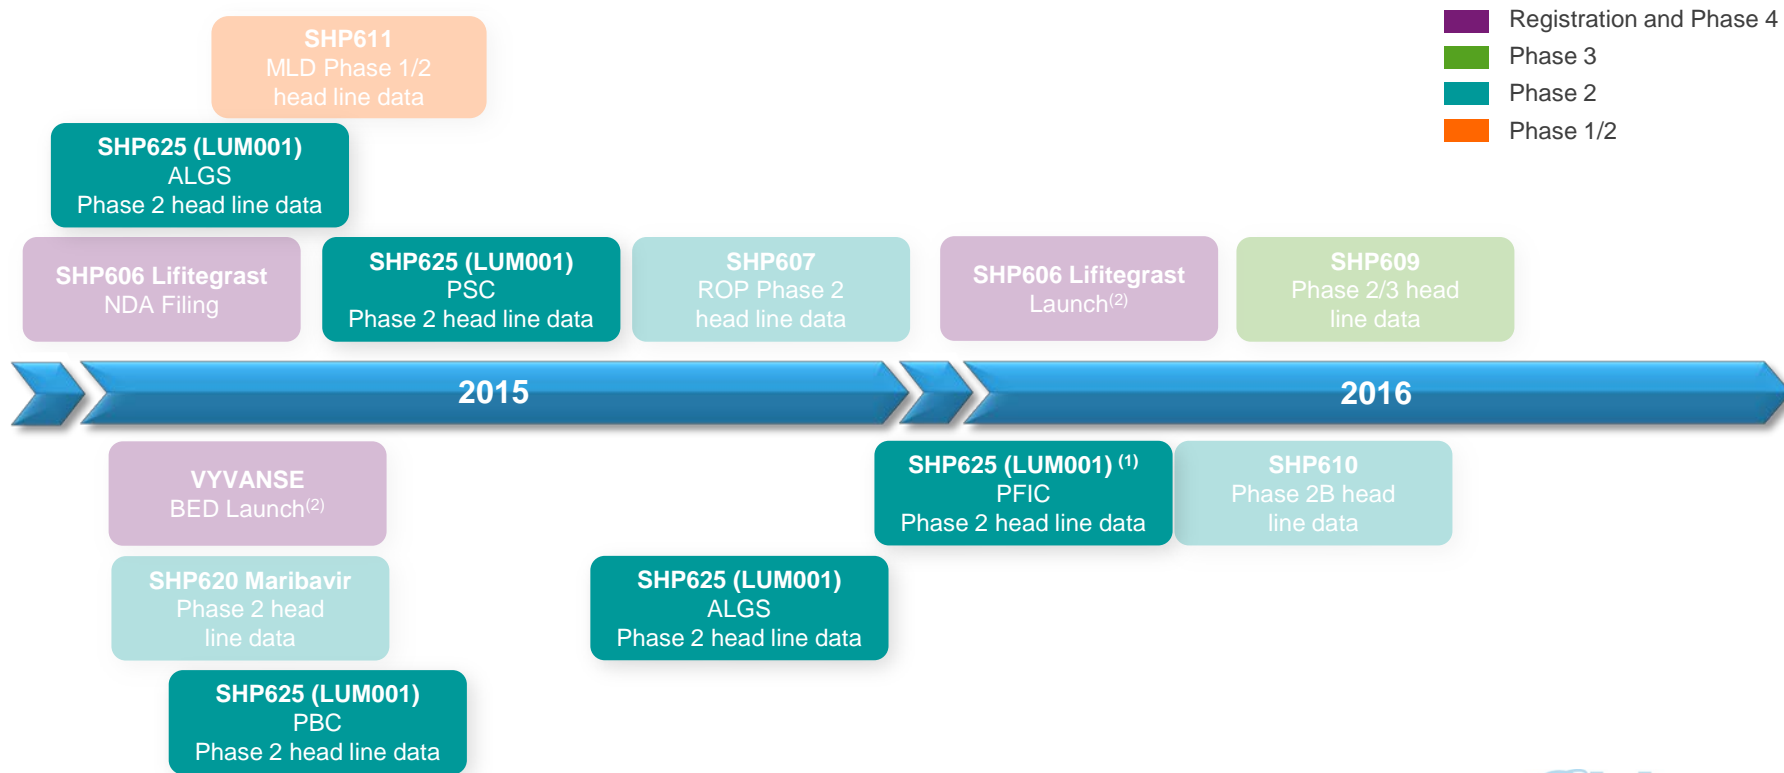 Registration and Phase 4
Phase 3
Phase 2
Phase 1/2
SHP611
MLD Phase 1/2
head line data
SHP625 (LUM001)
ALGS
Phase 2 head line data
SHP606 Lifitegrast
NDA Filing
SHP625 (LUM001)
PSC
Phase 2 head line data
SHP607
ROP Phase 2
head line data
SHP606 Lifitegrast
Launch(2)
SHP609
Phase 2/3 head
line data
2015
2016
VYVANSE
BED Launch(2)
SHP625 (LUM001) (1)
PFIC
Phase 2 head line data
SHP610
Phase 2B head
line data
SHP620 Maribavir
Phase 2 head
line data
SHP625 (LUM001)
ALGS
Phase 2 head line data
SHP625 (LUM001)
PBC
Phase 2 head line data